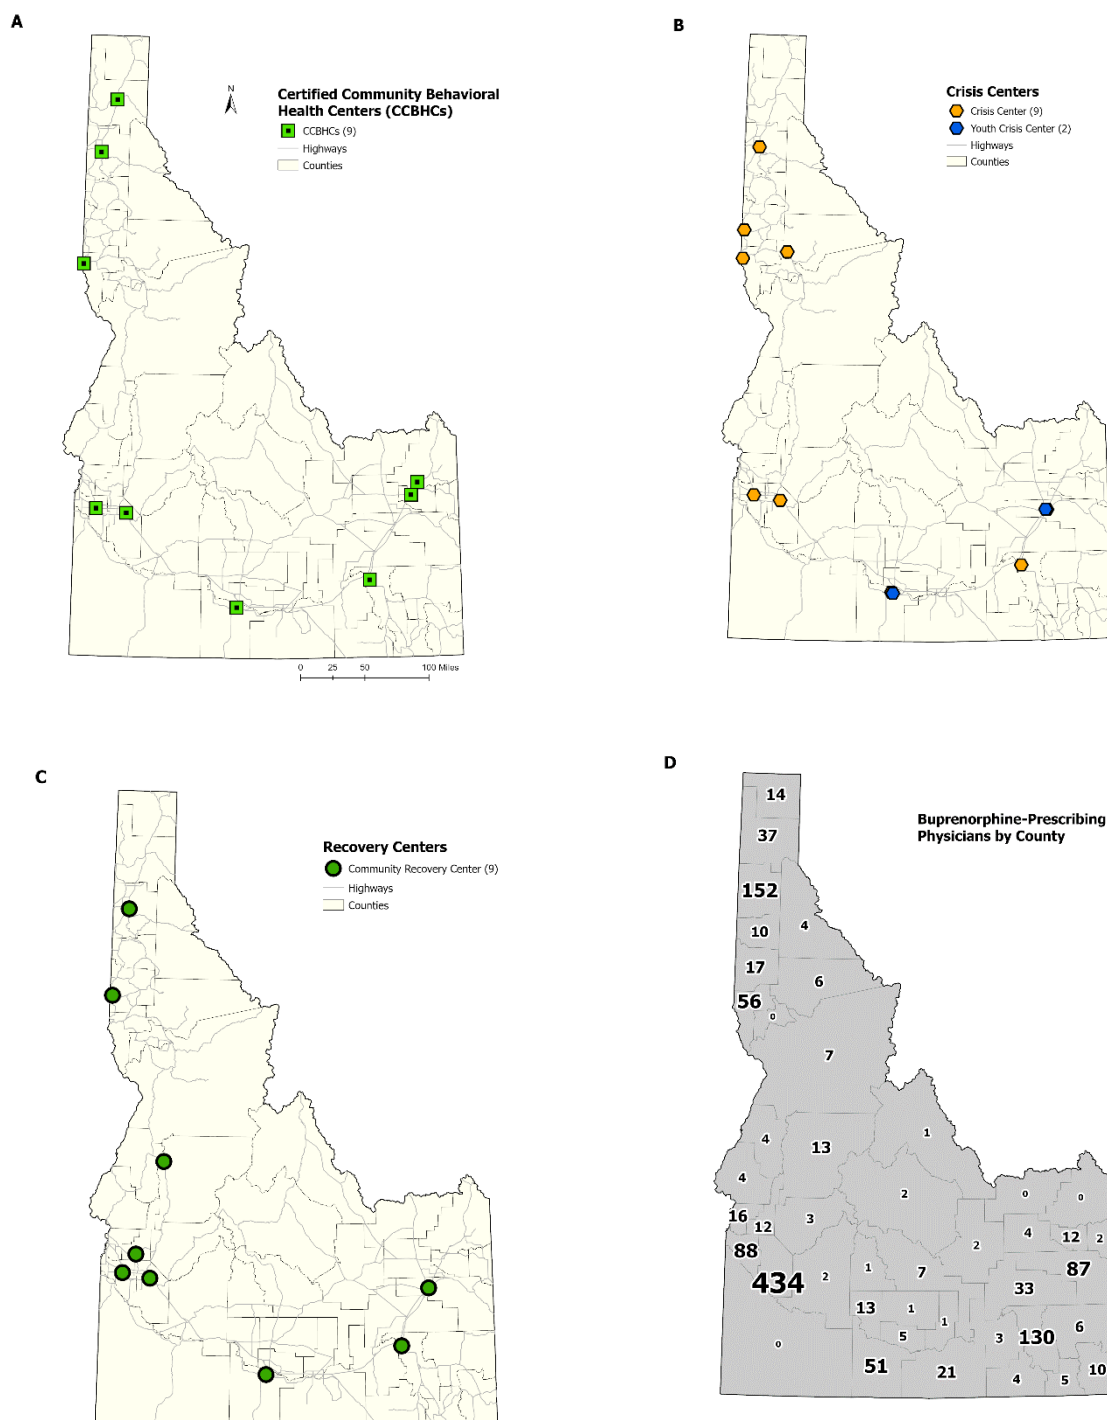 A
N
Certified Community Behavioral
Health Centers (CCBHCs)
CCBHCs (9)
Highways
Counties
0 25 50 100 Miles
B
Crisis Centers
Crisis Center (9)
Youth Crisis Center (2)
Highways
Counties
C
Recovery Centers
Community Recovery Center (9)
Highways
Counties
D
Buprenorphine-Prescribing
Physicians by County
14
37
152
4
10
17
6
56
0
7
4
13
1
4
2
0
0
16
12
3
4
12
2
2
88
434
2
1
7
87
33
13
1
1
5
3
130
6
0
51
21
4
5
10